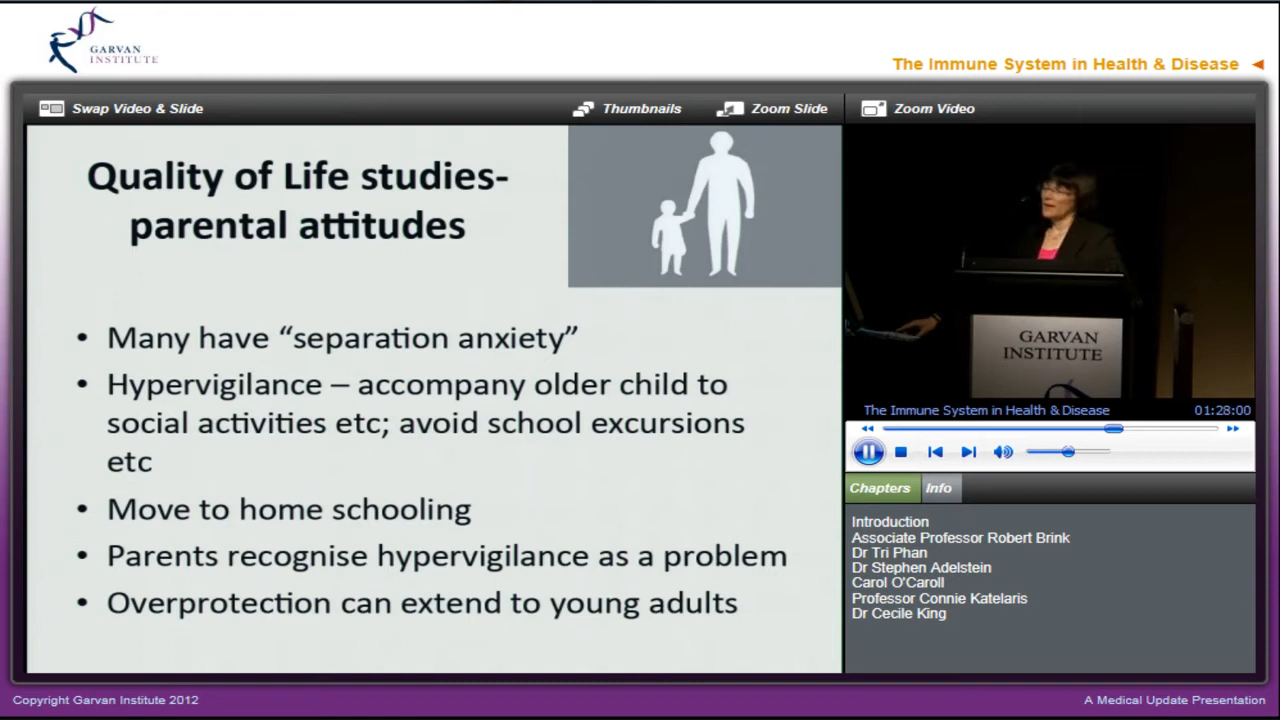 GARVAN
INSTITUTE
The Immune System in Health & Disease
Swap Video & Slide
Thumbnails
Zoom Slide
Zoom Video
Quality of Life studies-
parental attitudes
• Many have “separation anxiety”
• Hypervigilance – accompany older child to
social activities etc; avoid school excursions
etc
• Move to home schooling
• Parents recognise hypervigilance as a problem
• Overprotection can extend to young adults
GARVAN
INSTITUTE
The Immune System in Health & Disease
01:28:00
Chapters
Info
Introduction
Associate Professor Robert Brink
Dr Tri Phan
Dr Stephen Adelstein
Carol O'Caroll
Professor Connie Katelaris
Dr Cecile King
Copyright Garvan Institute 2012
A Medical Update Presentation